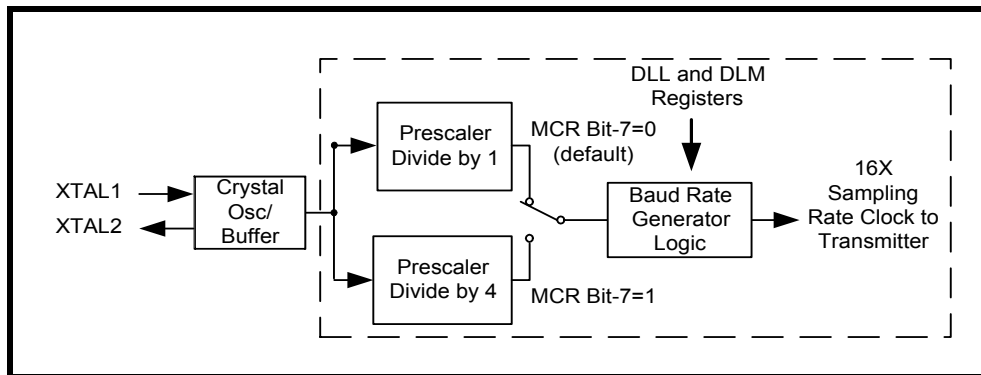 DLL and DLM
Registers
Prescaler
Divide by 1
MCR Bit-7=0
(default)
XTAL1
XTAL2
Crystal
Osc/
Buffer
Baud Rate
Generator
Logic
16X
Sampling
Rate Clock to
Transmitter
Prescaler
Divide by 4
MCR Bit-7=1